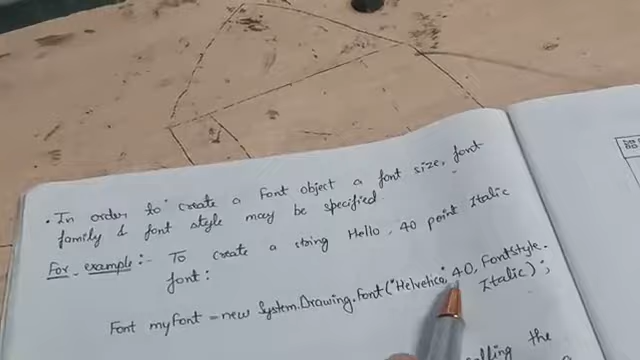 • In order to create a Font object a font size, font
family & font style may be specified.
For example :- To create a string Hello, 40 point Italic
font :
Font myFont = new System.Drawing.Font("Helvetica", 40, FontStyle.
Italic);
calling the